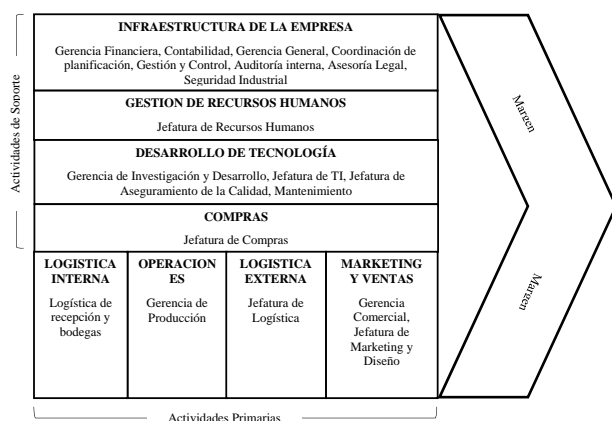 INFRAESTRUCTURA DE LA EMPRESA
Gerencia Financiera, Contabilidad, Gerencia General, Coordinación de
planificación, Gestión y Control, Auditoría interna, Asesoría Legal,
Seguridad Industrial
GESTION DE RECURSOS HUMANOS
Jefatura de Recursos Humanos
DESARROLLO DE TECNOLOGÍA
Gerencia de Investigación y Desarrollo, Jefatura de TI, Jefatura de
Aseguramiento de la Calidad, Mantenimiento
COMPRAS
Jefatura de Compras
Actividades de Soporte
LOGISTICA
INTERNA
Logística de
recepción y
bodegas
OPERACION
ES
Gerencia de
Producción
LOGISTICA
EXTERNA
Jefatura de
Logística
MARKETING
Y VENTAS
Gerencia
Comercial,
Jefatura de
Marketing y
Diseño
Margen
Margen
Actividades Primarias